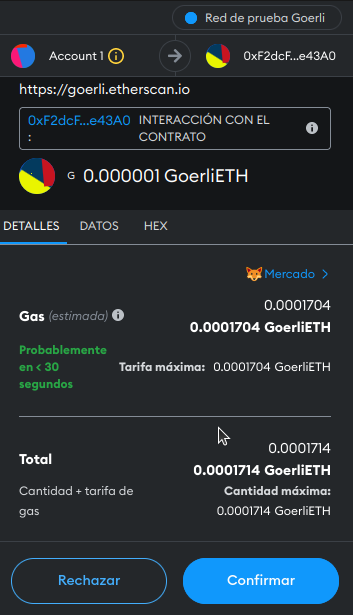 Red de prueba Goerli
Account 1
0xF2dcF...e43A0
https://goerli.etherscan.io
0xF2dcF...e43A0
:
INTERACCIÓN CON EL
CONTRATO
G 0.000001 GoerliETH
DETALLES DATOS HEX
Mercado
Gas (estimada)
0.0001704
0.0001704 GoerliETH
Probablemente
en < 30
segundos
Tarifa máxima: 0.0001704 GoerliETH
Total
0.0001714
0.0001714 GoerliETH
Cantidad + tarifa de
gas
Cantidad máxima:
0.0001714 GoerliETH
Rechazar
Confirmar